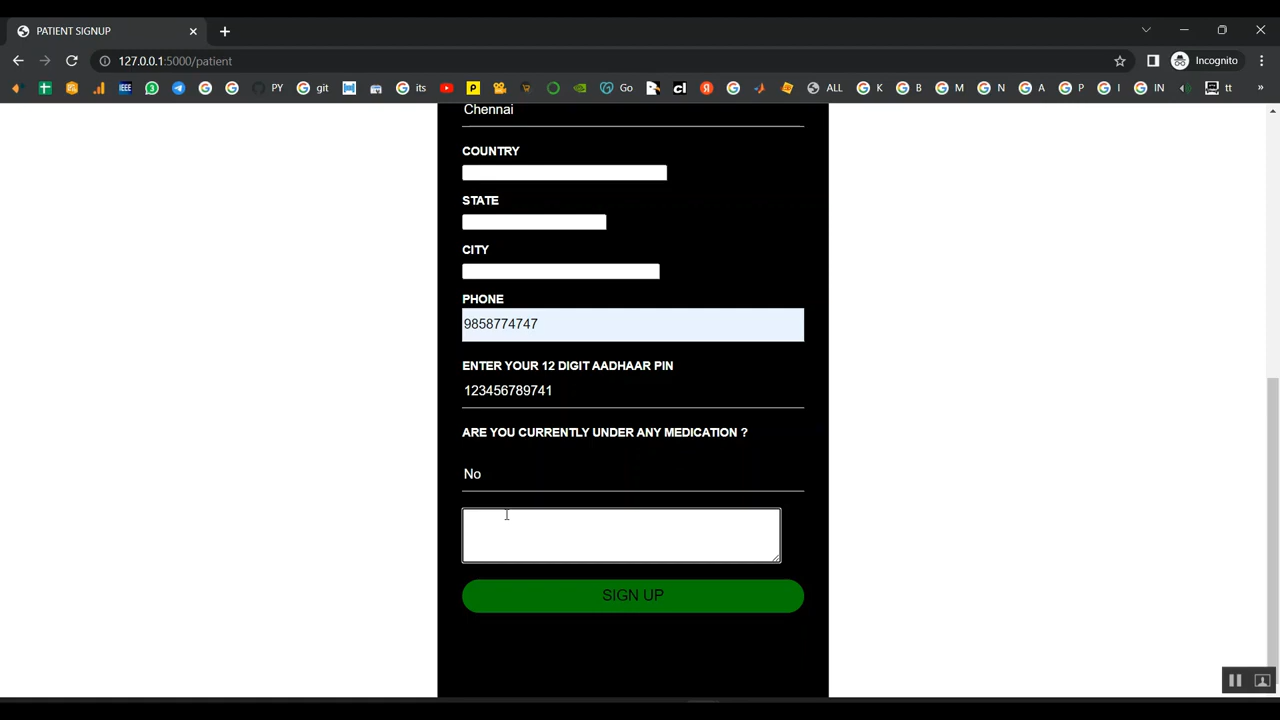 PATIENT SIGNUP
127.0.0.1:5000/patient
Incognito
IEEE
3
PY
git
its
Go
ALL
K
B
M
N
A
P
I
IN
tt
»
Chennai
COUNTRY
STATE
CITY
PHONE
9858774747
ENTER YOUR 12 DIGIT AADHAAR PIN
123456789741
ARE YOU CURRENTLY UNDER ANY MEDICATION ?
No
SIGN UP